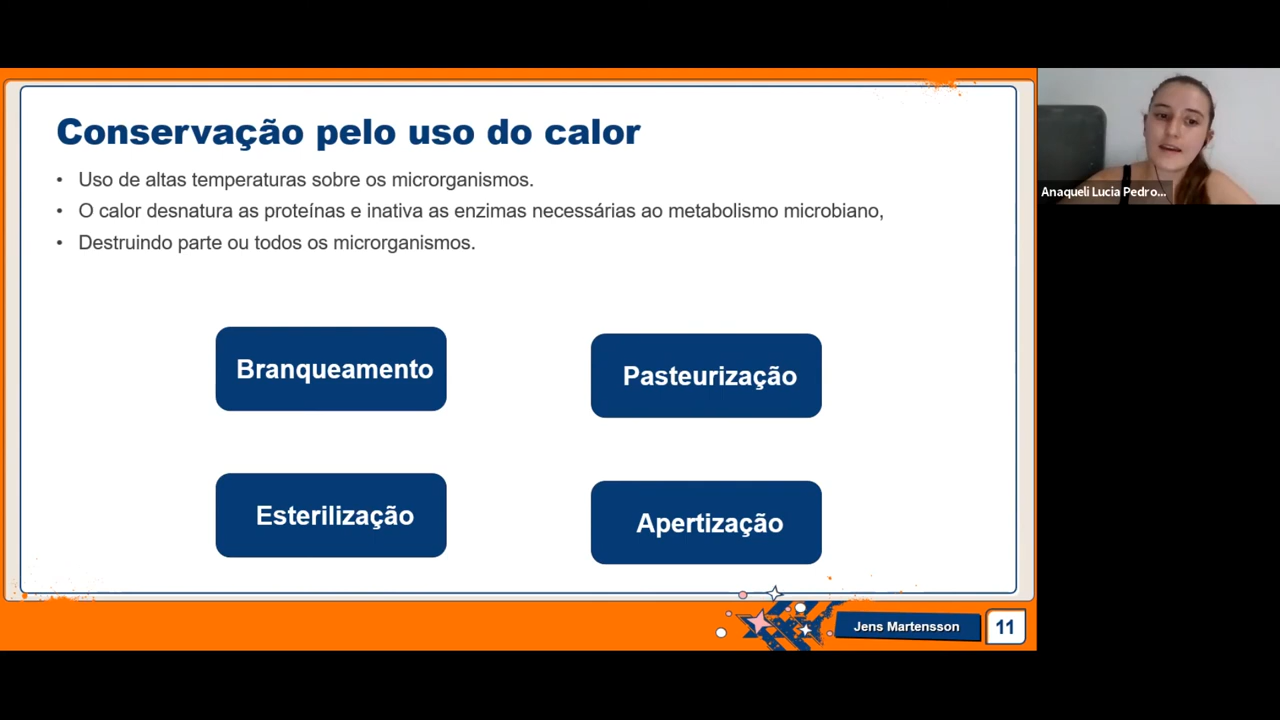 Conservação pelo uso do calor
• Uso de altas temperaturas sobre os microrganismos.
• O calor desnatura as proteínas e inativa as enzimas necessárias ao metabolismo microbiano,
• Destruindo parte ou todos os microrganismos.
Branqueamento
Pasteurização
Esterilização
Apertização
Jens Martensson
11
Anaqueli Lucia Pedro...